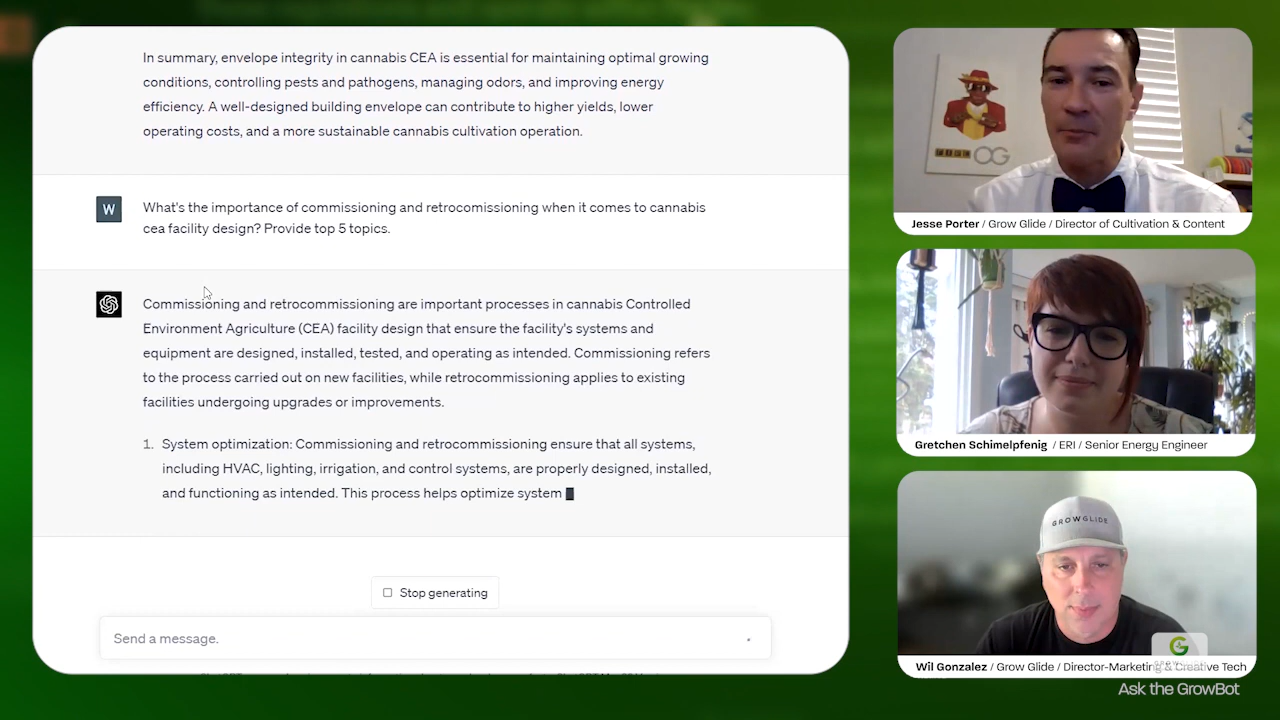 In summary, envelope integrity in cannabis CEA is essential for maintaining optimal growing
conditions, controlling pests and pathogens, managing odors, and improving energy
efficiency. A well-designed building envelope can contribute to higher yields, lower
operating costs, and a more sustainable cannabis cultivation operation.
W
What's the importance of commissioning and retrocomissioning when it comes to cannabis
cea facility design? Provide top 5 topics.
Commissioning and retrocommissioning are important processes in cannabis Controlled
Environment Agriculture (CEA) facility design that ensure the facility's systems and
equipment are designed, installed, tested, and operating as intended. Commissioning refers
to the process carried out on new facilities, while retrocommissioning applies to existing
facilities undergoing upgrades or improvements.
1. System optimization: Commissioning and retrocommissioning ensure that all systems,
including HVAC, lighting, irrigation, and control systems, are properly designed, installed,
and functioning as intended. This process helps optimize system
Stop generating
Send a message.
OG
Jesse Porter / Grow Glide / Director of Cultivation & Content
Gretchen Schimelpfenig / ERI / Senior Energy Engineer
GROWGLIDE
G
Wil Gonzalez / Grow Glide / Director-Marketing & Creative Tech
Ask the GrowBot